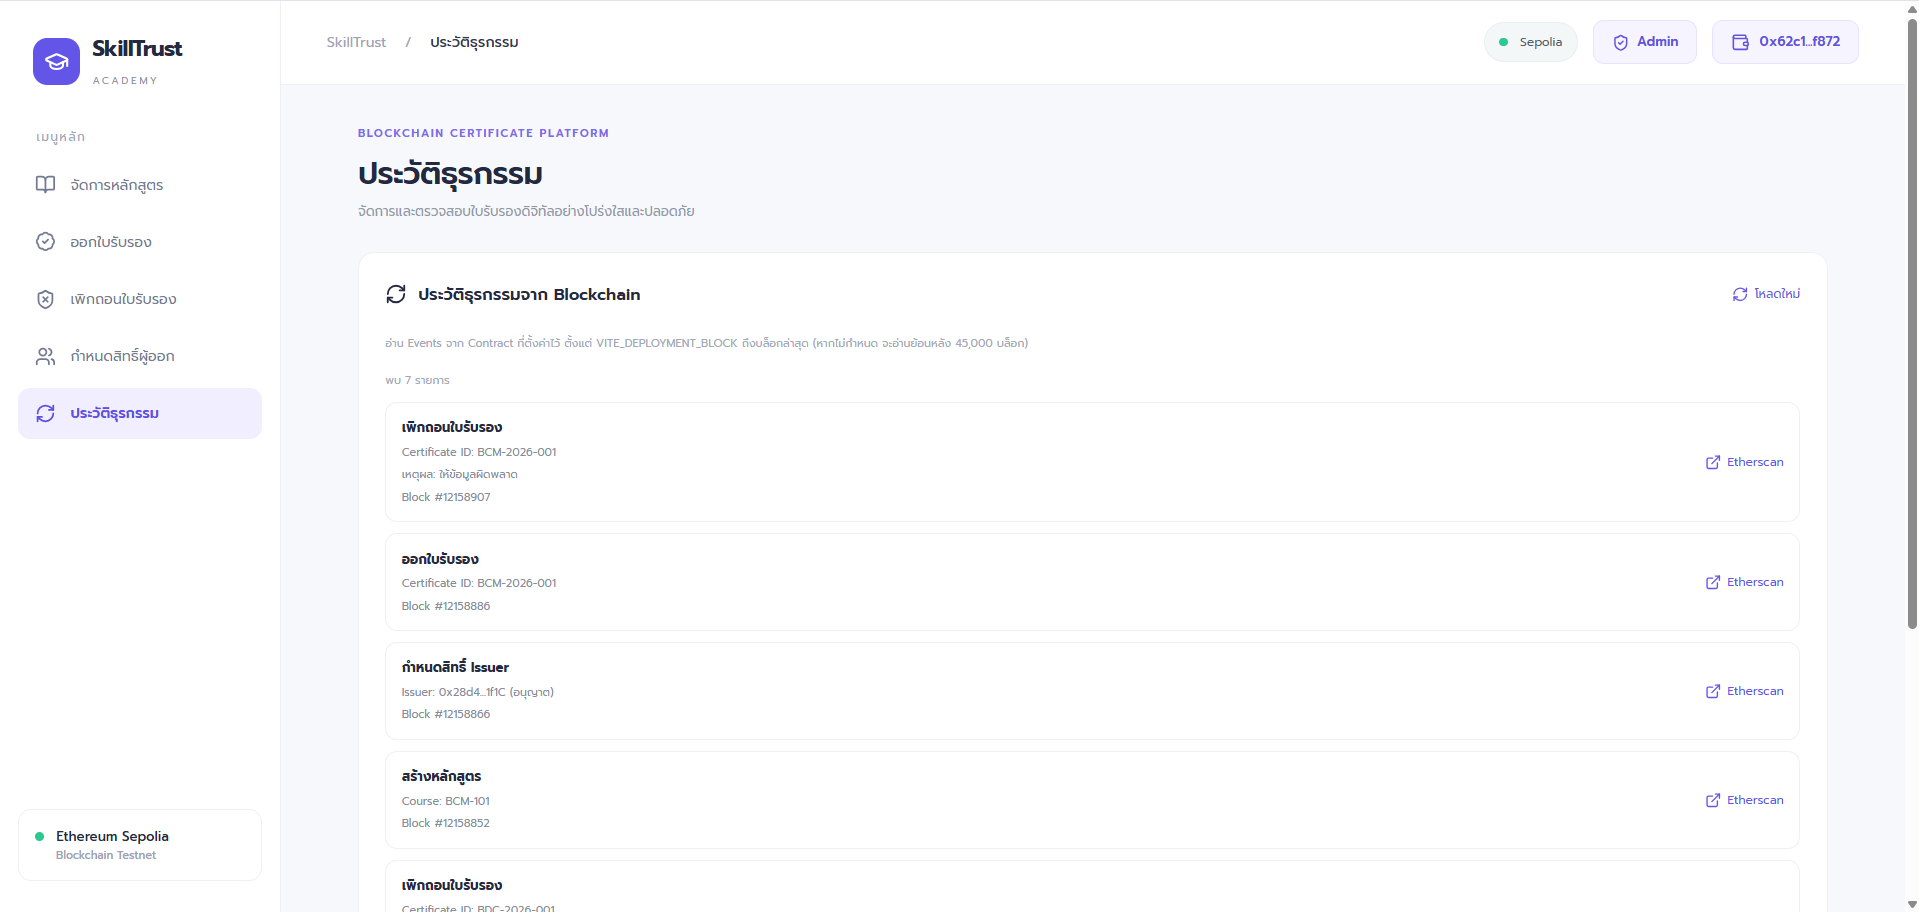 SkillTrust
ACADEMY
เมนูหลัก
จัดการหลักสูตร
ออกใบรับรอง
เพิกถอนใบรับรอง
กำหนดสิทธิ์ผู้ออก
ประวัติธุรกรรม
Ethereum Sepolia
Blockchain Testnet
SkillTrust / ประวัติธุรกรรม
Sepolia
Admin
0x62c1...f872
BLOCKCHAIN CERTIFICATE PLATFORM
ประวัติธุรกรรม
จัดการและตรวจสอบใบรับรองดิจิทัลอย่างโปร่งใสและปลอดภัย
ประวัติธุรกรรมจาก Blockchain
โหลดใหม่
อ่าน Events จาก Contract ที่ตั้งค่าไว้ ตั้งแต่ VITE_DEPLOYMENT_BLOCK ถึงบล็อกล่าสุด (หากไม่กำหนด จะอ่านย้อนหลัง 45,000 บล็อก)
พบ 7 รายการ
เพิกถอนใบรับรอง
Certificate ID: BCM-2026-001
เหตุผล: ให้ข้อมูลผิดพลาด
Block #12158907
Etherscan
ออกใบรับรอง
Certificate ID: BCM-2026-001
Block #12158886
Etherscan
กำหนดสิทธิ์ Issuer
Issuer: 0x28d4...1f1C (อนุญาต)
Block #12158866
Etherscan
สร้างหลักสูตร
Course: BCM-101
Block #12158852
Etherscan
เพิกถอนใบรับรอง
Certificate ID: BDC-2026-001